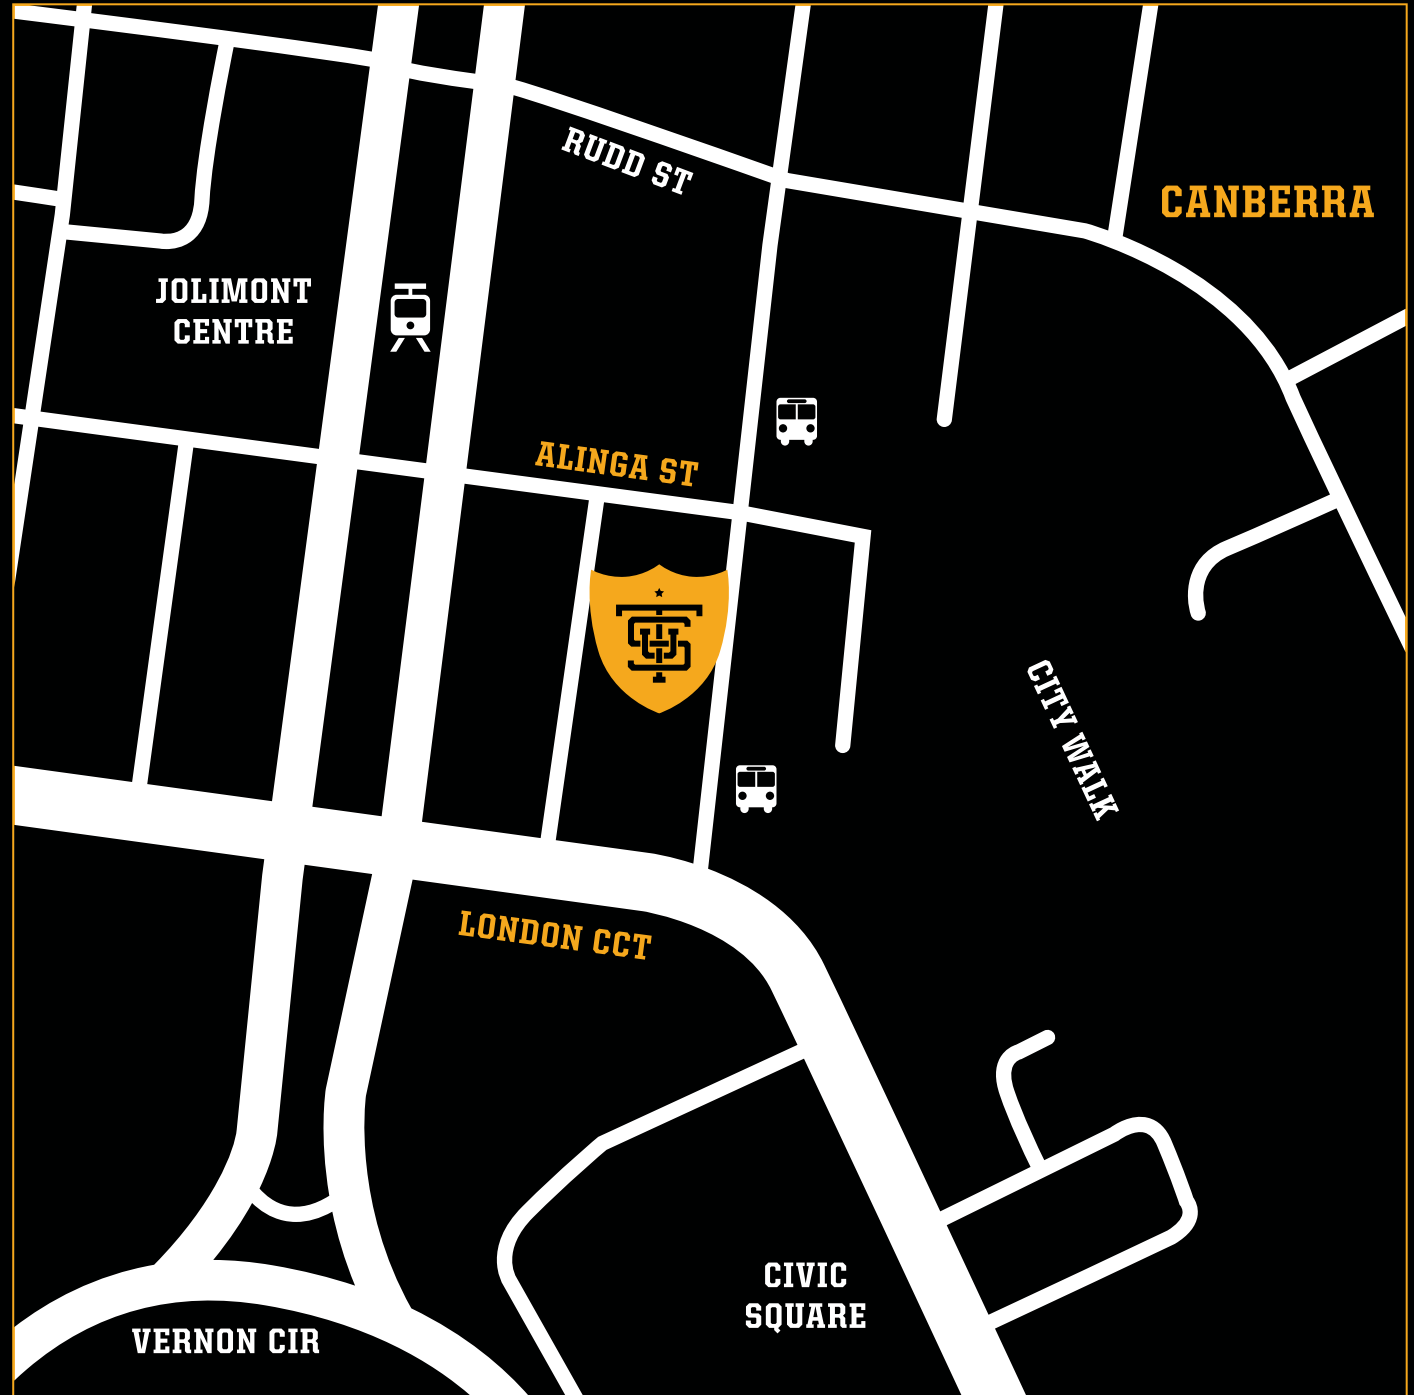 RUDD ST
CANBERRA
JOLIMONT
CENTRE
ALINGA ST
CITY WALK
LONDON CCT
CIVIC
SQUARE
VERNON CIR